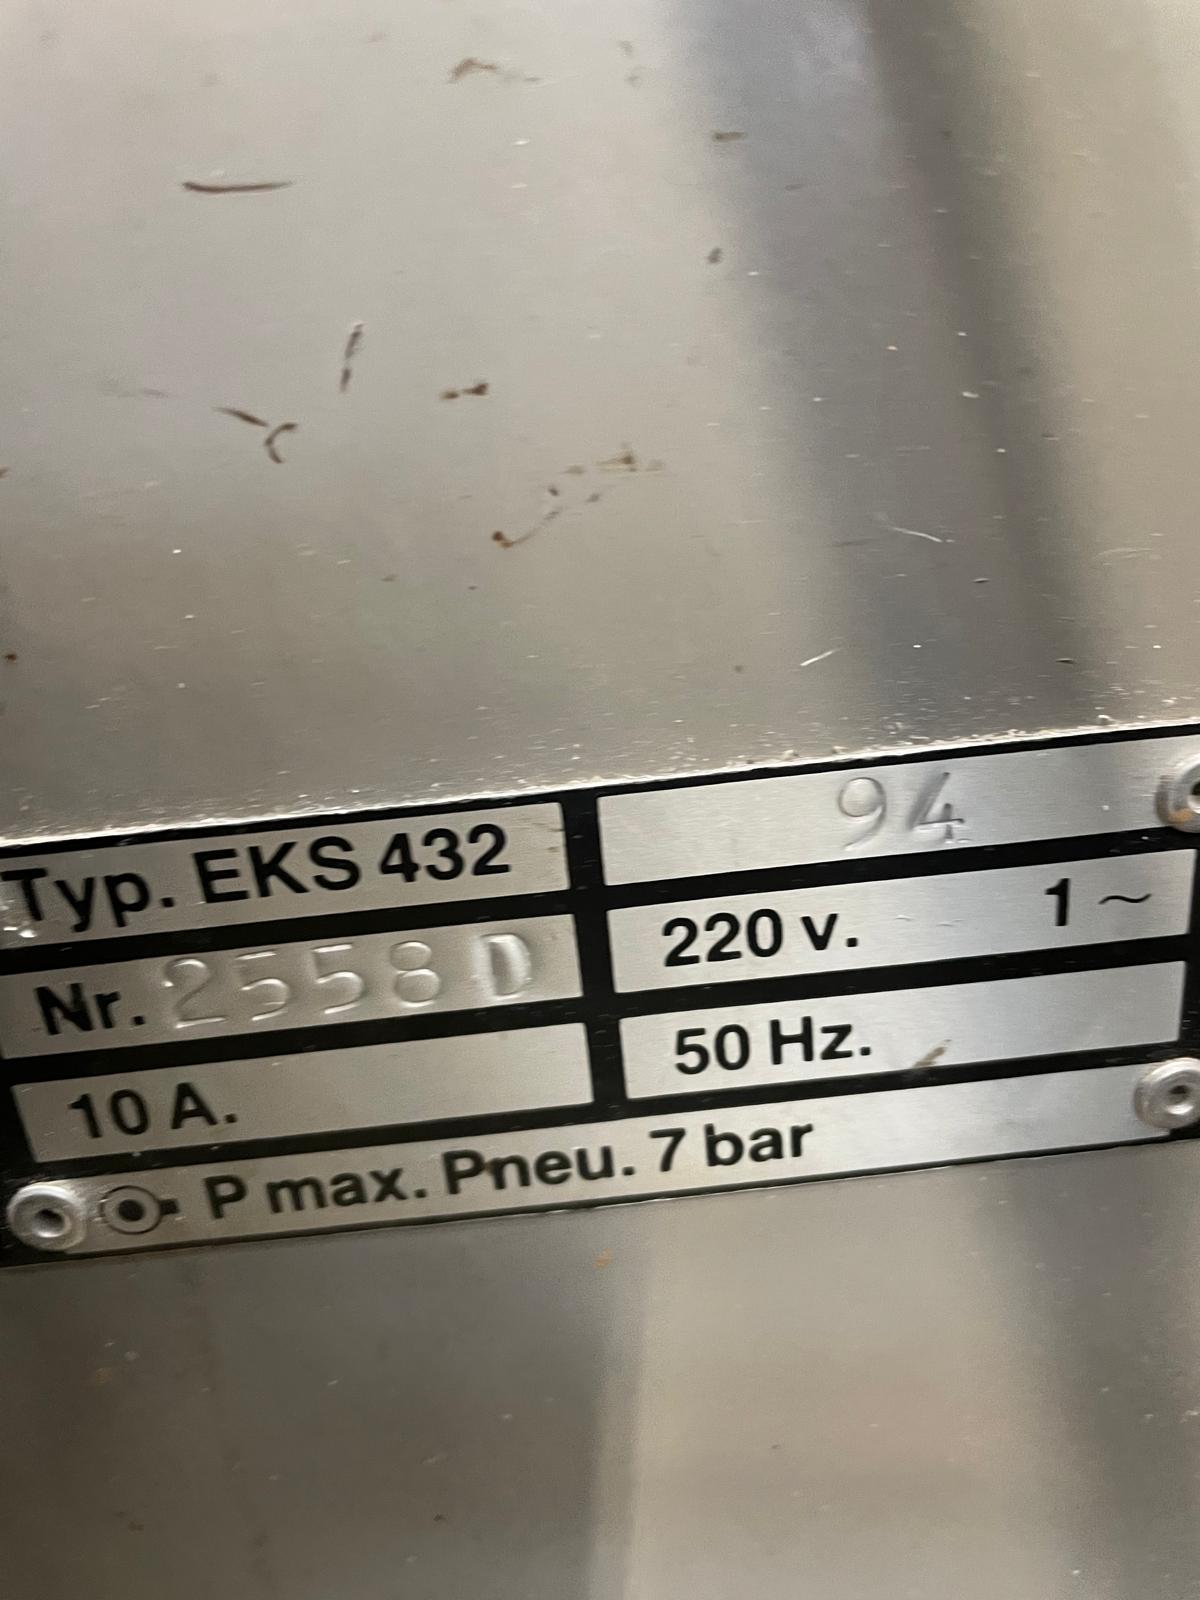 Typ. EKS 432 94
Nr. 2558 D 220 v. 1 ~
10 A. 50 Hz.
P max. Pneu. 7 bar